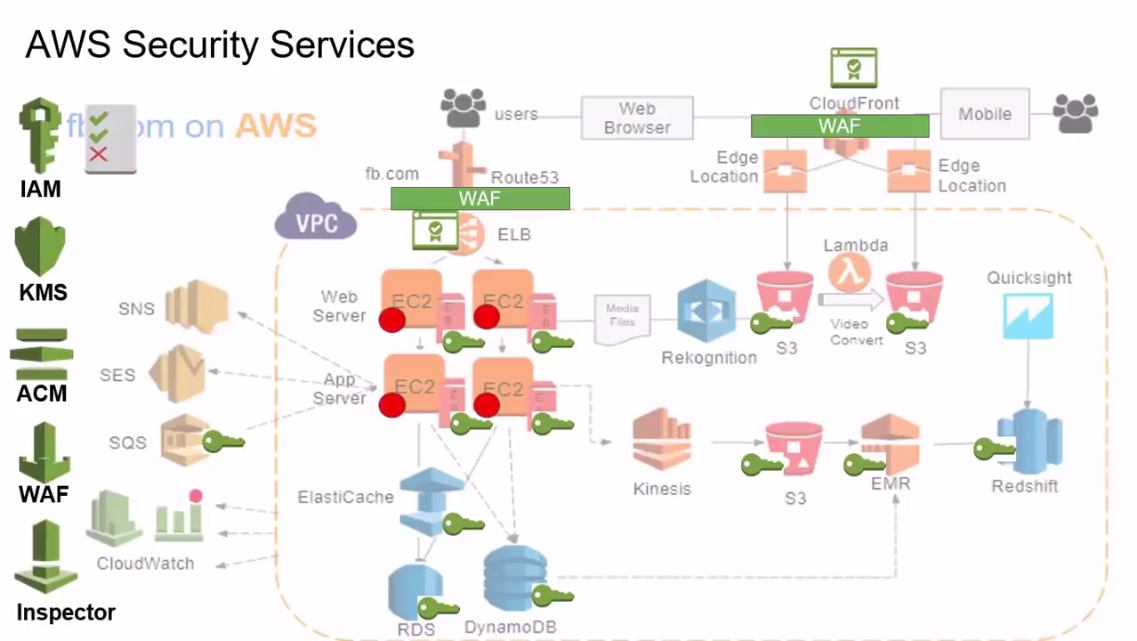 AWS Security Services
on AWS
IAM
KMS
ACM
WAF
Inspector
users
Web
Browser
CloudFront
WAF
Mobile
fb.com
Route53
WAF
Edge
Location
Edge
Location
VPC
ELB
Lambda
Quicksight
SNS
Web
Server
EC2
EC2
Media
Files
Rekognition
S3
Video
Convert
S3
SES
App
Server
EC2
EC2
SQS
Kinesis
S3
EMR
Redshift
ElastiCache
CloudWatch
RDS
DynamoDB